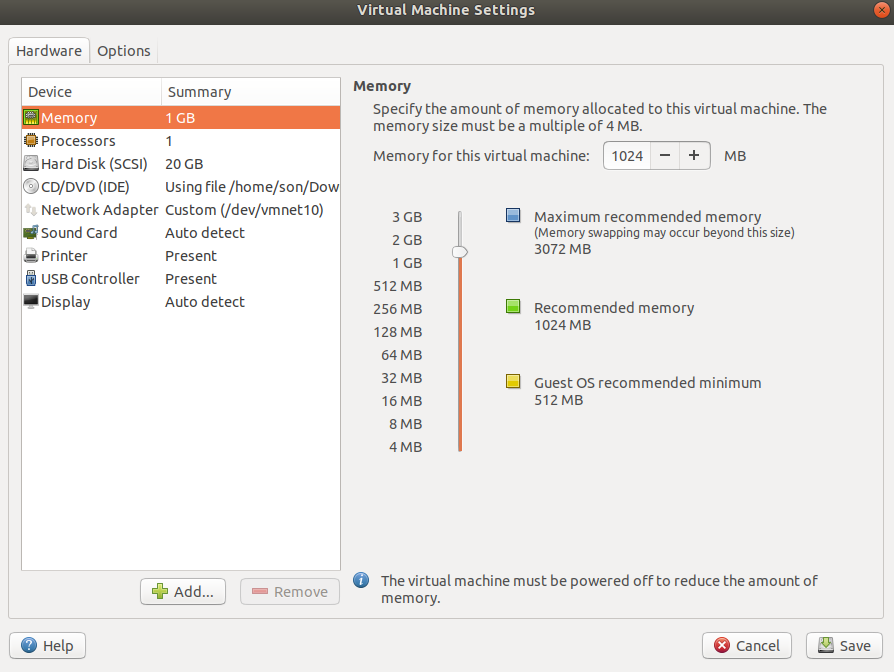 Virtual Machine Settings
Hardware Options
Device Summary
Memory 1 GB
Processors 1
Hard Disk (SCSI) 20 GB
CD/DVD (IDE) Using file /home/son/Dow
Network Adapter Custom (/dev/vmnet10)
Sound Card Auto detect
Printer Present
USB Controller Present
Display Auto detect
Add...
Remove
Memory
Specify the amount of memory allocated to this virtual machine. The
memory size must be a multiple of 4 MB.
Memory for this virtual machine: 1024 − + MB
3 GB
2 GB
1 GB
512 MB
256 MB
128 MB
64 MB
32 MB
16 MB
8 MB
4 MB
Maximum recommended memory
(Memory swapping may occur beyond this size)
3072 MB
Recommended memory
1024 MB
Guest OS recommended minimum
512 MB
The virtual machine must be powered off to reduce the amount of
memory.
Help
Cancel
Save